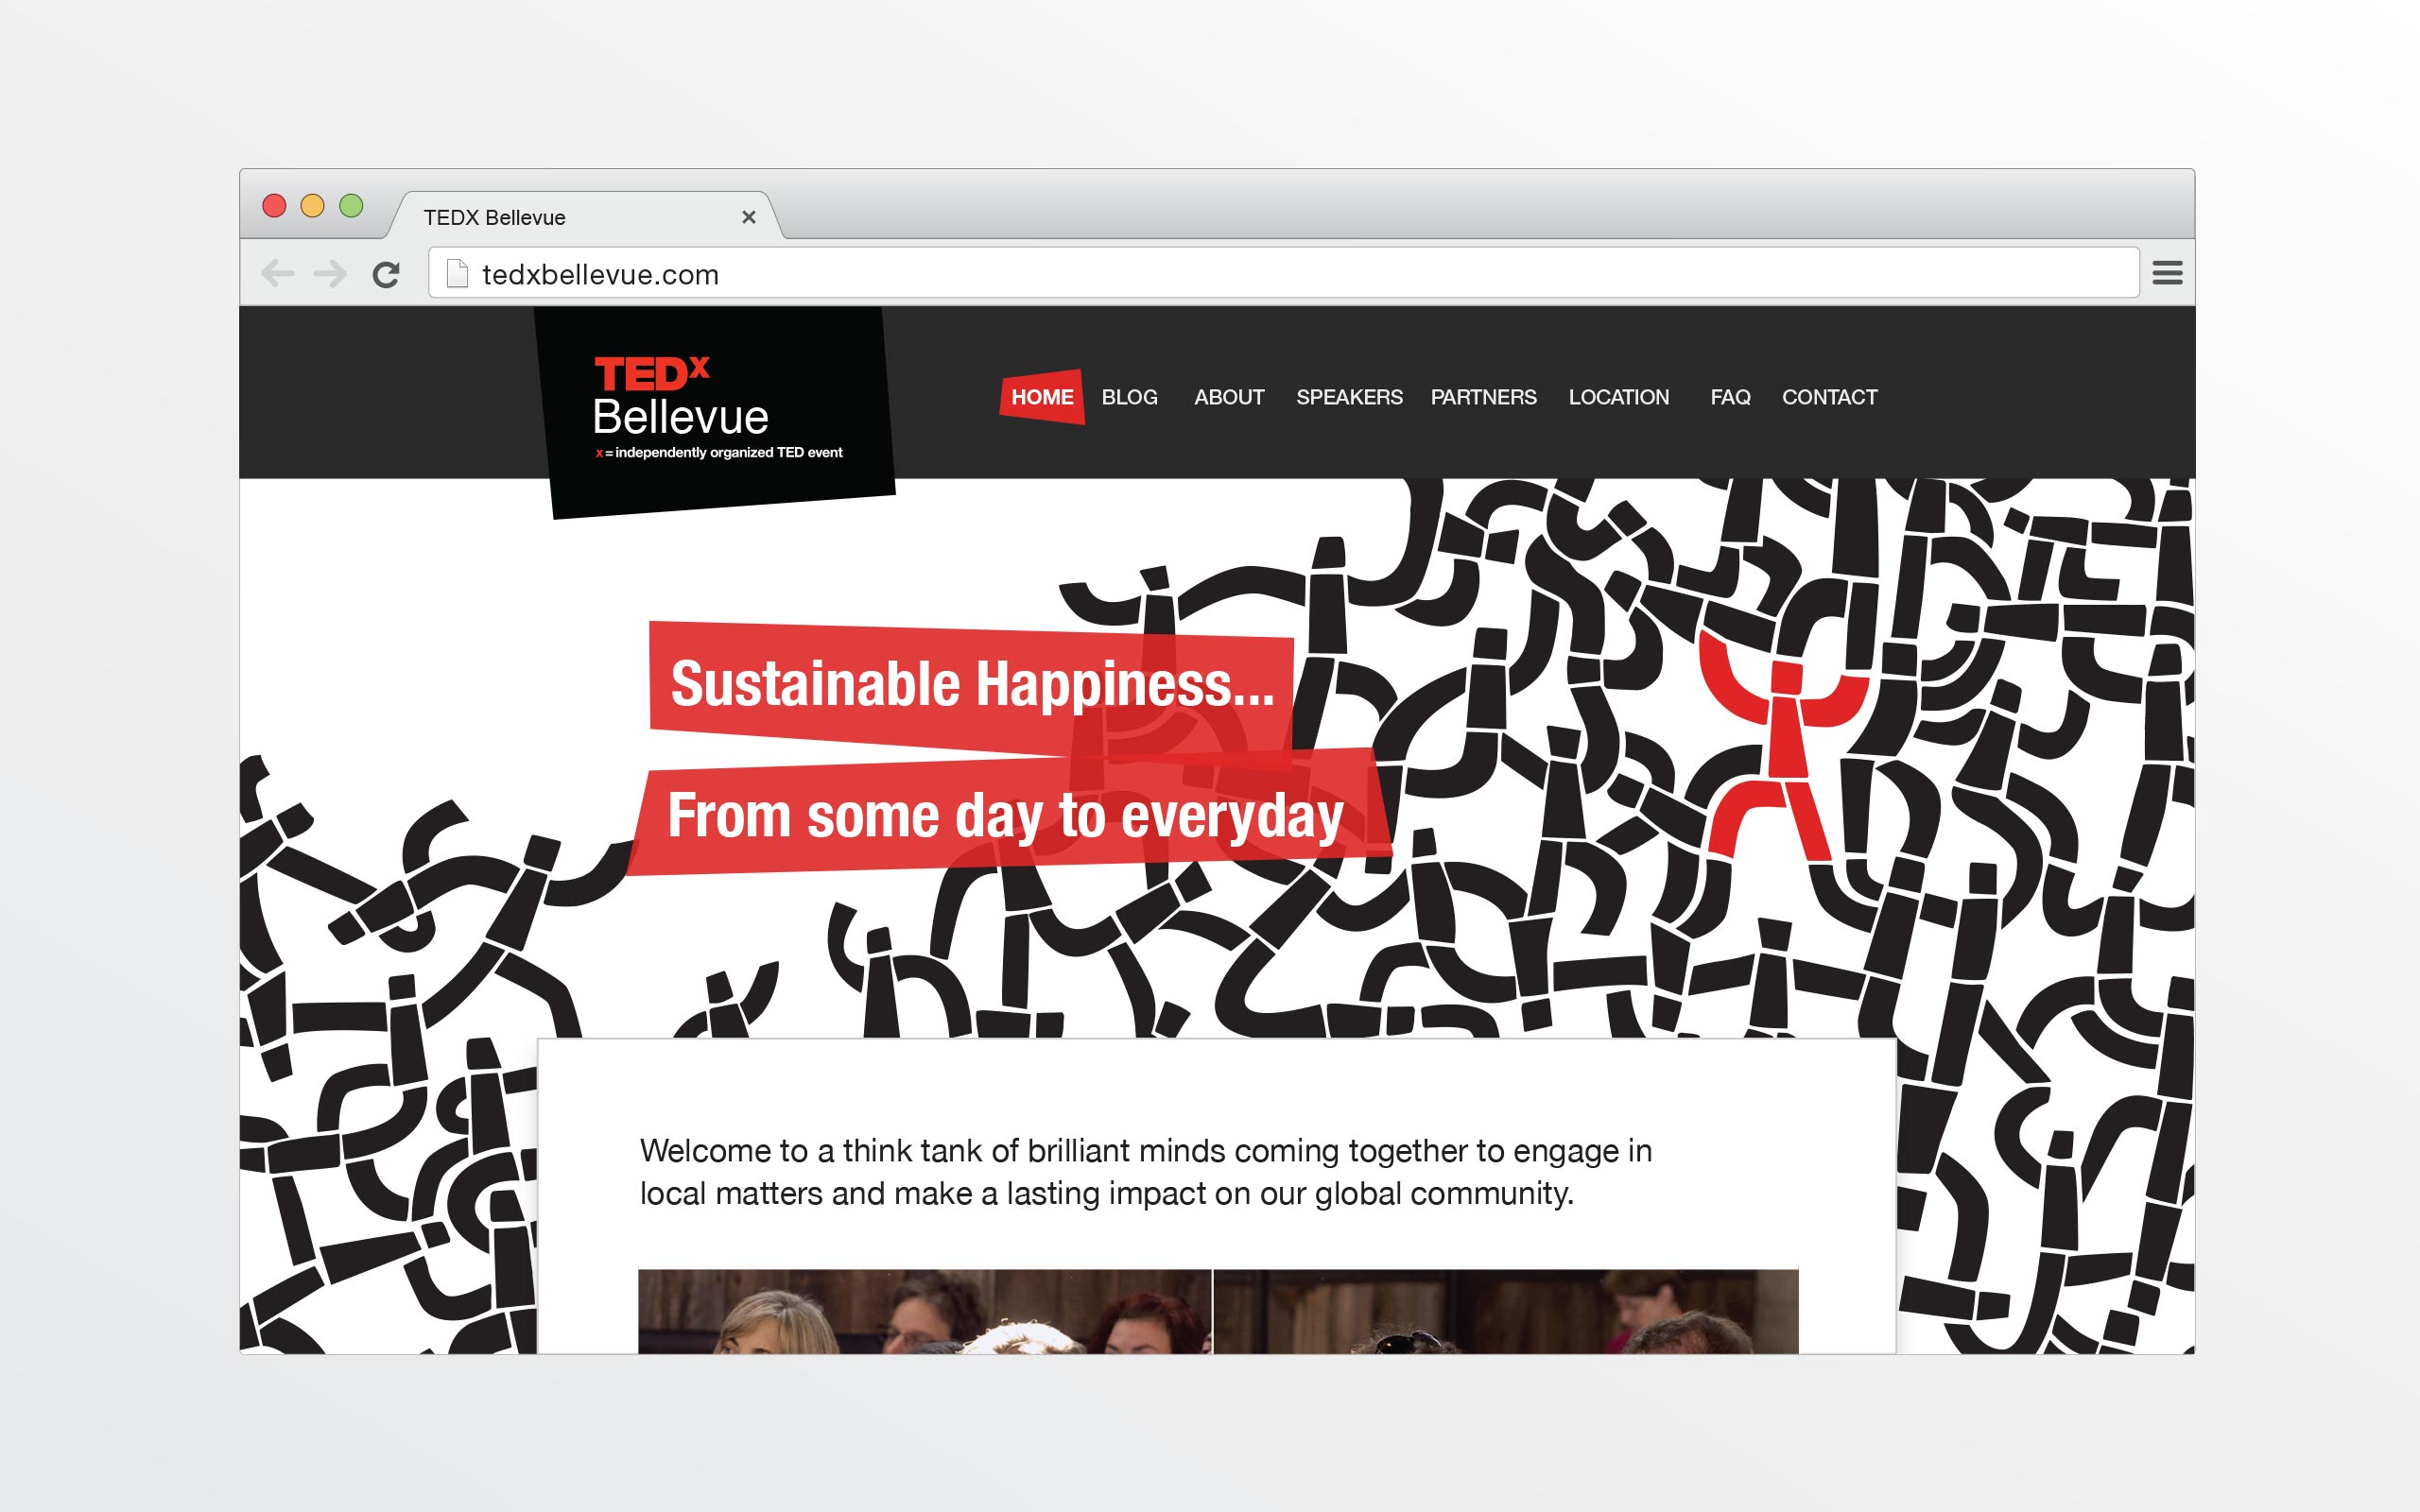 TEDX Bellevue
tedxbellevue.com
TEDx
Bellevue
x = independently organized TED event
HOME BLOG ABOUT SPEAKERS PARTNERS LOCATION FAQ CONTACT
Sustainable Happiness...
From some day to everyday
Welcome to a think tank of brilliant minds coming together to engage in
local matters and make a lasting impact on our global community.